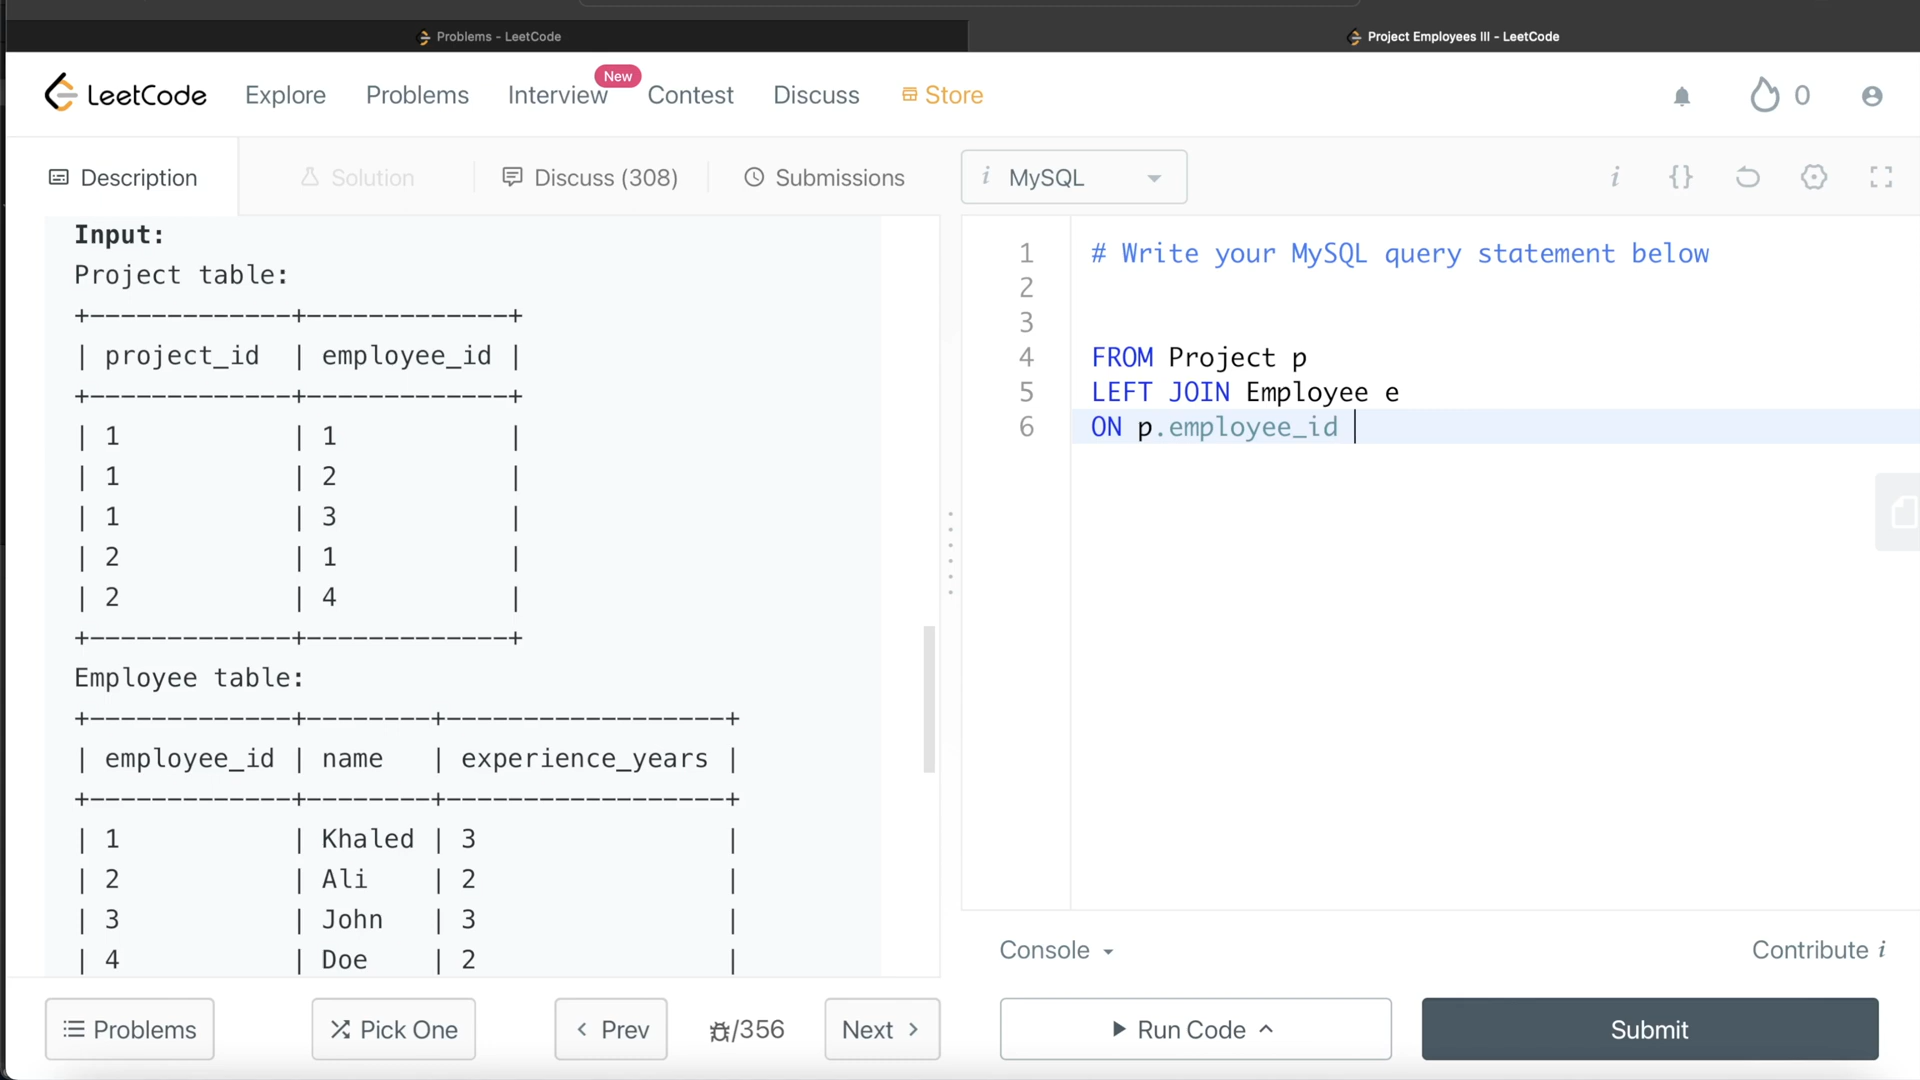 Problems - LeetCode
Project Employees III - LeetCode
LeetCode Explore Problems Interview New Contest Discuss Store 0
Description Solution Discuss (308) Submissions
i MySQL i {}
Input:
Project table:
+-------------+-------------+
| project_id  | employee_id |
+-------------+-------------+
| 1           | 1           |
| 1           | 2           |
| 1           | 3           |
| 2           | 1           |
| 2           | 4           |
+-------------+-------------+
Employee table:
+-------------+--------+------------------+
| employee_id | name   | experience_years |
+-------------+--------+------------------+
| 1           | Khaled | 3                |
| 2           | Ali    | 2                |
| 3           | John   | 3                |
| 4           | Doe    | 2                |
1 # Write your MySQL query statement below
2
3
4 FROM Project p
5 LEFT JOIN Employee e
6 ON p.employee_id
Console Contribute i
Problems Pick One Prev /356 Next Run Code Submit